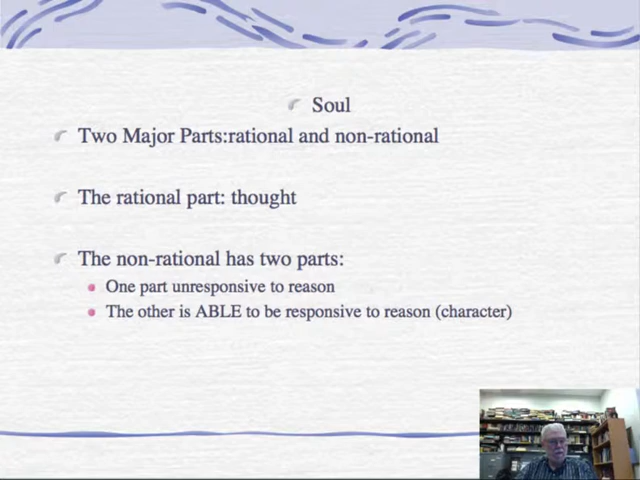 Soul
Two Major Parts:rational and non-rational
The rational part: thought
The non-rational has two parts:
One part unresponsive to reason
The other is ABLE to be responsive to reason (character)